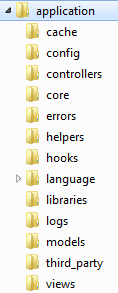 application
cache
config
controllers
core
errors
helpers
hooks
language
libraries
logs
models
third_party
views